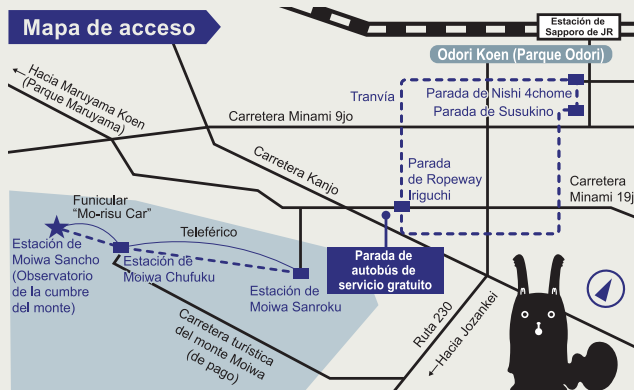 Mapa de acceso
Estación de
Sapporo de JR
Odori Koen (Parque Odori)
← Hacia Maruyama Koen
(Parque Maruyama)
Tranvía
Parada de Nishi 4chome
Parada de Susukino
Carretera Minami 9jo
Carretera Kanjo
Parada
de Ropeway
Iriguchi
Carretera
Minami 19j
Funicular
“Mo-risu Car”
Teleférico
Estación de
Moiwa Sancho
(Observatorio
de la cumbre
del monte)
Estación de
Moiwa Chufuku
Estación de
Moiwa Sanroku
Parada de
autobús de
servicio gratuito
Carretera turística
del monte Moiwa
(de pago)
Ruta 230
← Hacia Jozankei